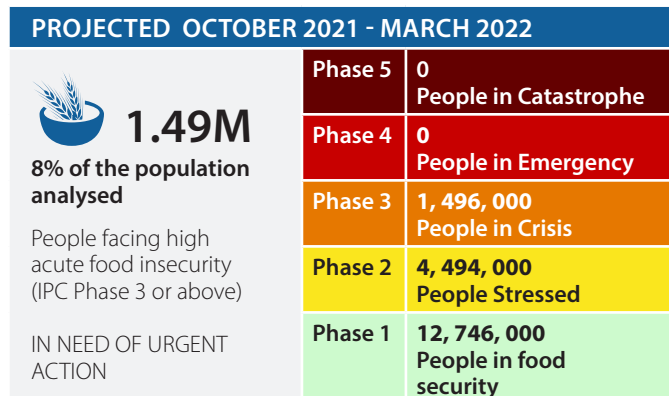 PROJECTED OCTOBER 2021 - MARCH 2022
1.49M
8% of the population
analysed
People facing high
acute food insecurity
(IPC Phase 3 or above)
IN NEED OF URGENT
ACTION
Phase 5
0
People in Catastrophe
Phase 4
0
People in Emergency
Phase 3
1, 496, 000
People in Crisis
Phase 2
4, 494, 000
People Stressed
Phase 1
12, 746, 000
People in food
security